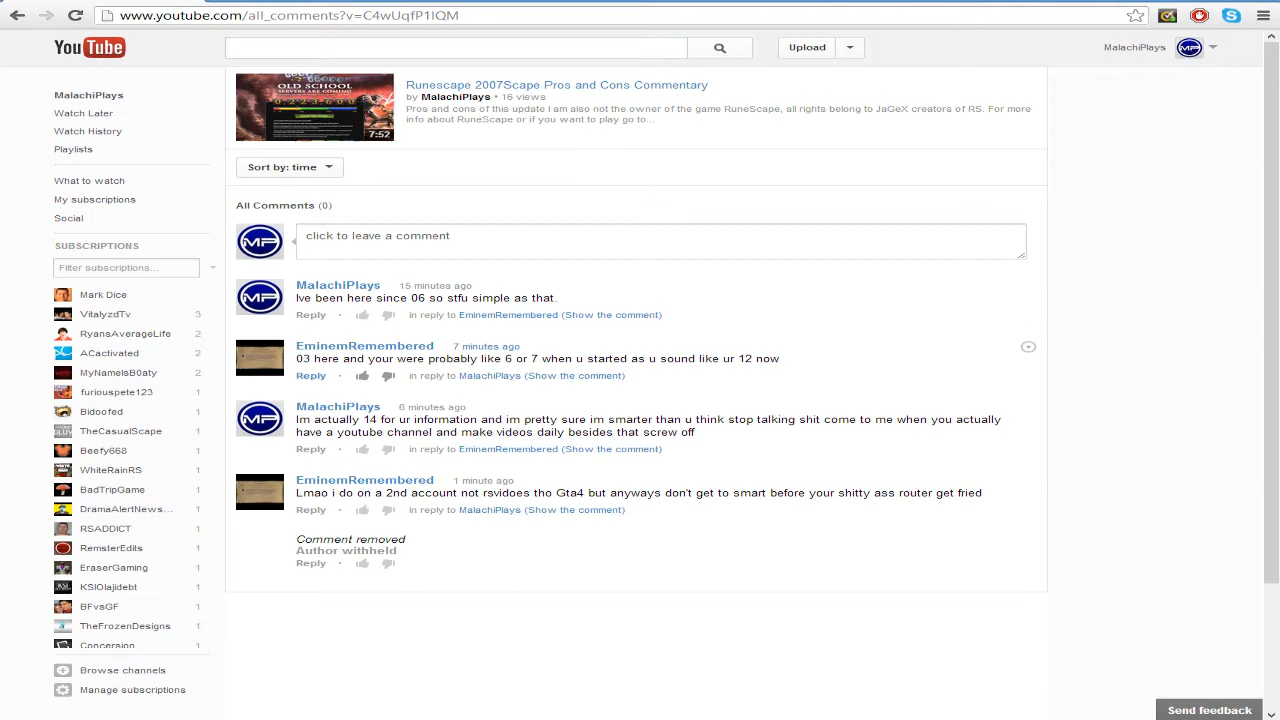 www.youtube.com/all_comments?v=C4wUqfP1IQM
YouTube
Upload
MalachiPlays
MP
MalachiPlays
Watch Later
Watch History
Playlists
What to watch
My subscriptions
Social
SUBSCRIPTIONS
Filter subscriptions...
Mark Dice
VitalyzdTv 3
RyansAverageLife 2
ACactivated 2
MyNameIsB0aty 2
furiouspete123 1
Bidoofed 1
TheCasualScape 1
Beefy668 1
WhiteRainRS 1
BadTripGame 1
DramaAlertNews... 1
RSADDICT 1
RemsterEdits 1
EraserGaming 1
KSIOlajidebt 1
BFvsGF 1
TheFrozenDesigns 1
Concersion 1
Browse channels
Manage subscriptions
OLD SCHOOL
SERVERS ARE COMING
7:52
Runescape 2007Scape Pros and Cons Commentary
by MalachiPlays • 16 views
Pros and cons of this update I am also not the owner of the game runescape, all rights belong to JaGeX creators of RS. For more
info about RuneScape or if you want to play go to...
Sort by: time
All Comments (0)
MP
click to leave a comment
MP
MalachiPlays 15 minutes ago
Ive been here since 06 so stfu simple as that.
Reply · in reply to EminemRemembered (Show the comment)
EminemRemembered 7 minutes ago
03 here and your were probably like 6 or 7 when u started as u sound like ur 12 now
Reply · in reply to MalachiPlays (Show the comment)
MP
MalachiPlays 6 minutes ago
Im actually 14 for ur information and im pretty sure im smarter than u think stop talking shit come to me when you actually
have a youtube channel and make videos daily besides that screw off
Reply · in reply to EminemRemembered (Show the comment)
EminemRemembered 1 minute ago
Lmao i do on a 2nd account not rsvidoes tho Gta4 but anyways don't get to smart before your shitty ass router get fried
Reply · in reply to MalachiPlays (Show the comment)
Comment removed
Author withheld
Reply ·
Send feedback